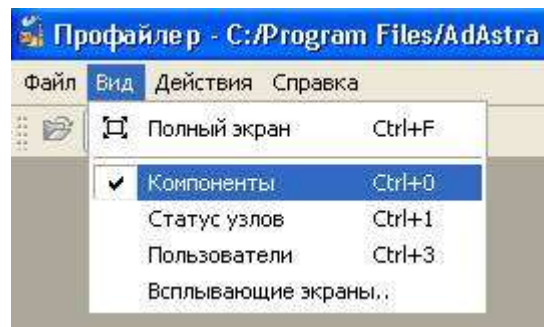 Профайлер - C:/Program Files/AdAstra
Файл Вид Действия Справка
Полный экран Ctrl+F
Компоненты Ctrl+0
Статус узлов Ctrl+1
Пользователи Ctrl+3
Всплывающие экраны..